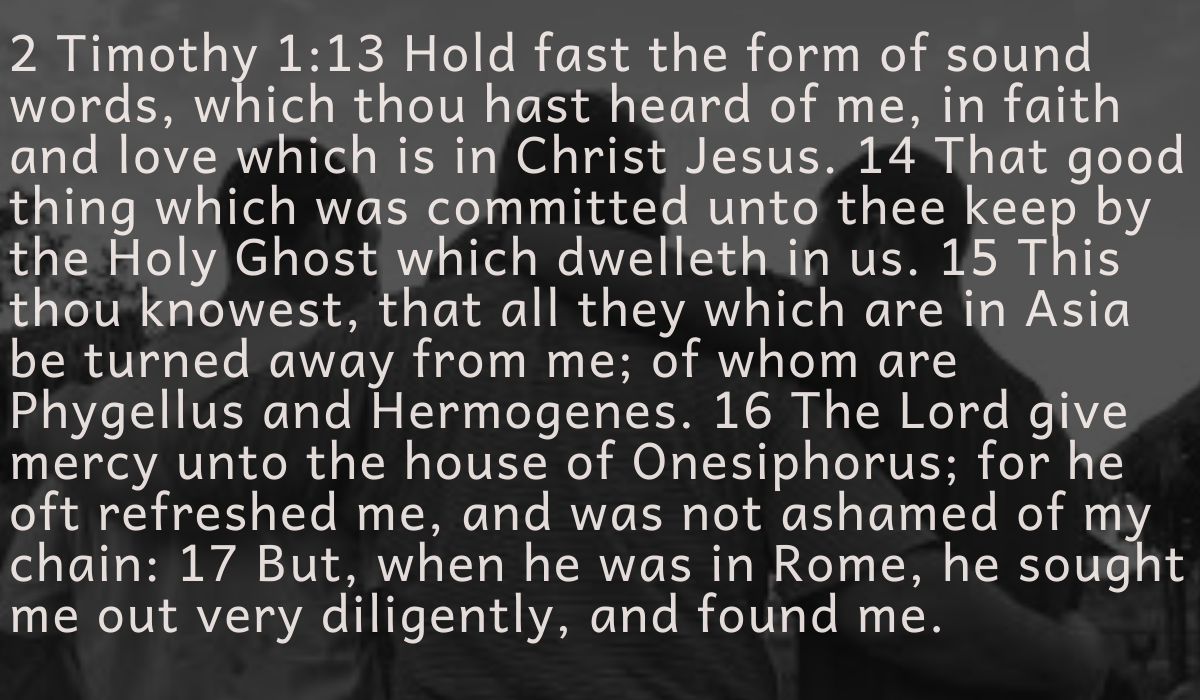 2 Timothy 1:13 Hold fast the form of sound
words, which thou hast heard of me, in faith
and love which is in Christ Jesus. 14 That good
thing which was committed unto thee keep by
the Holy Ghost which dwelleth in us. 15 This
thou knowest, that all they which are in Asia
be turned away from me; of whom are
Phygellus and Hermogenes. 16 The Lord give
mercy unto the house of Onesiphorus; for he
oft refreshed me, and was not ashamed of my
chain: 17 But, when he was in Rome, he sought
me out very diligently, and found me.